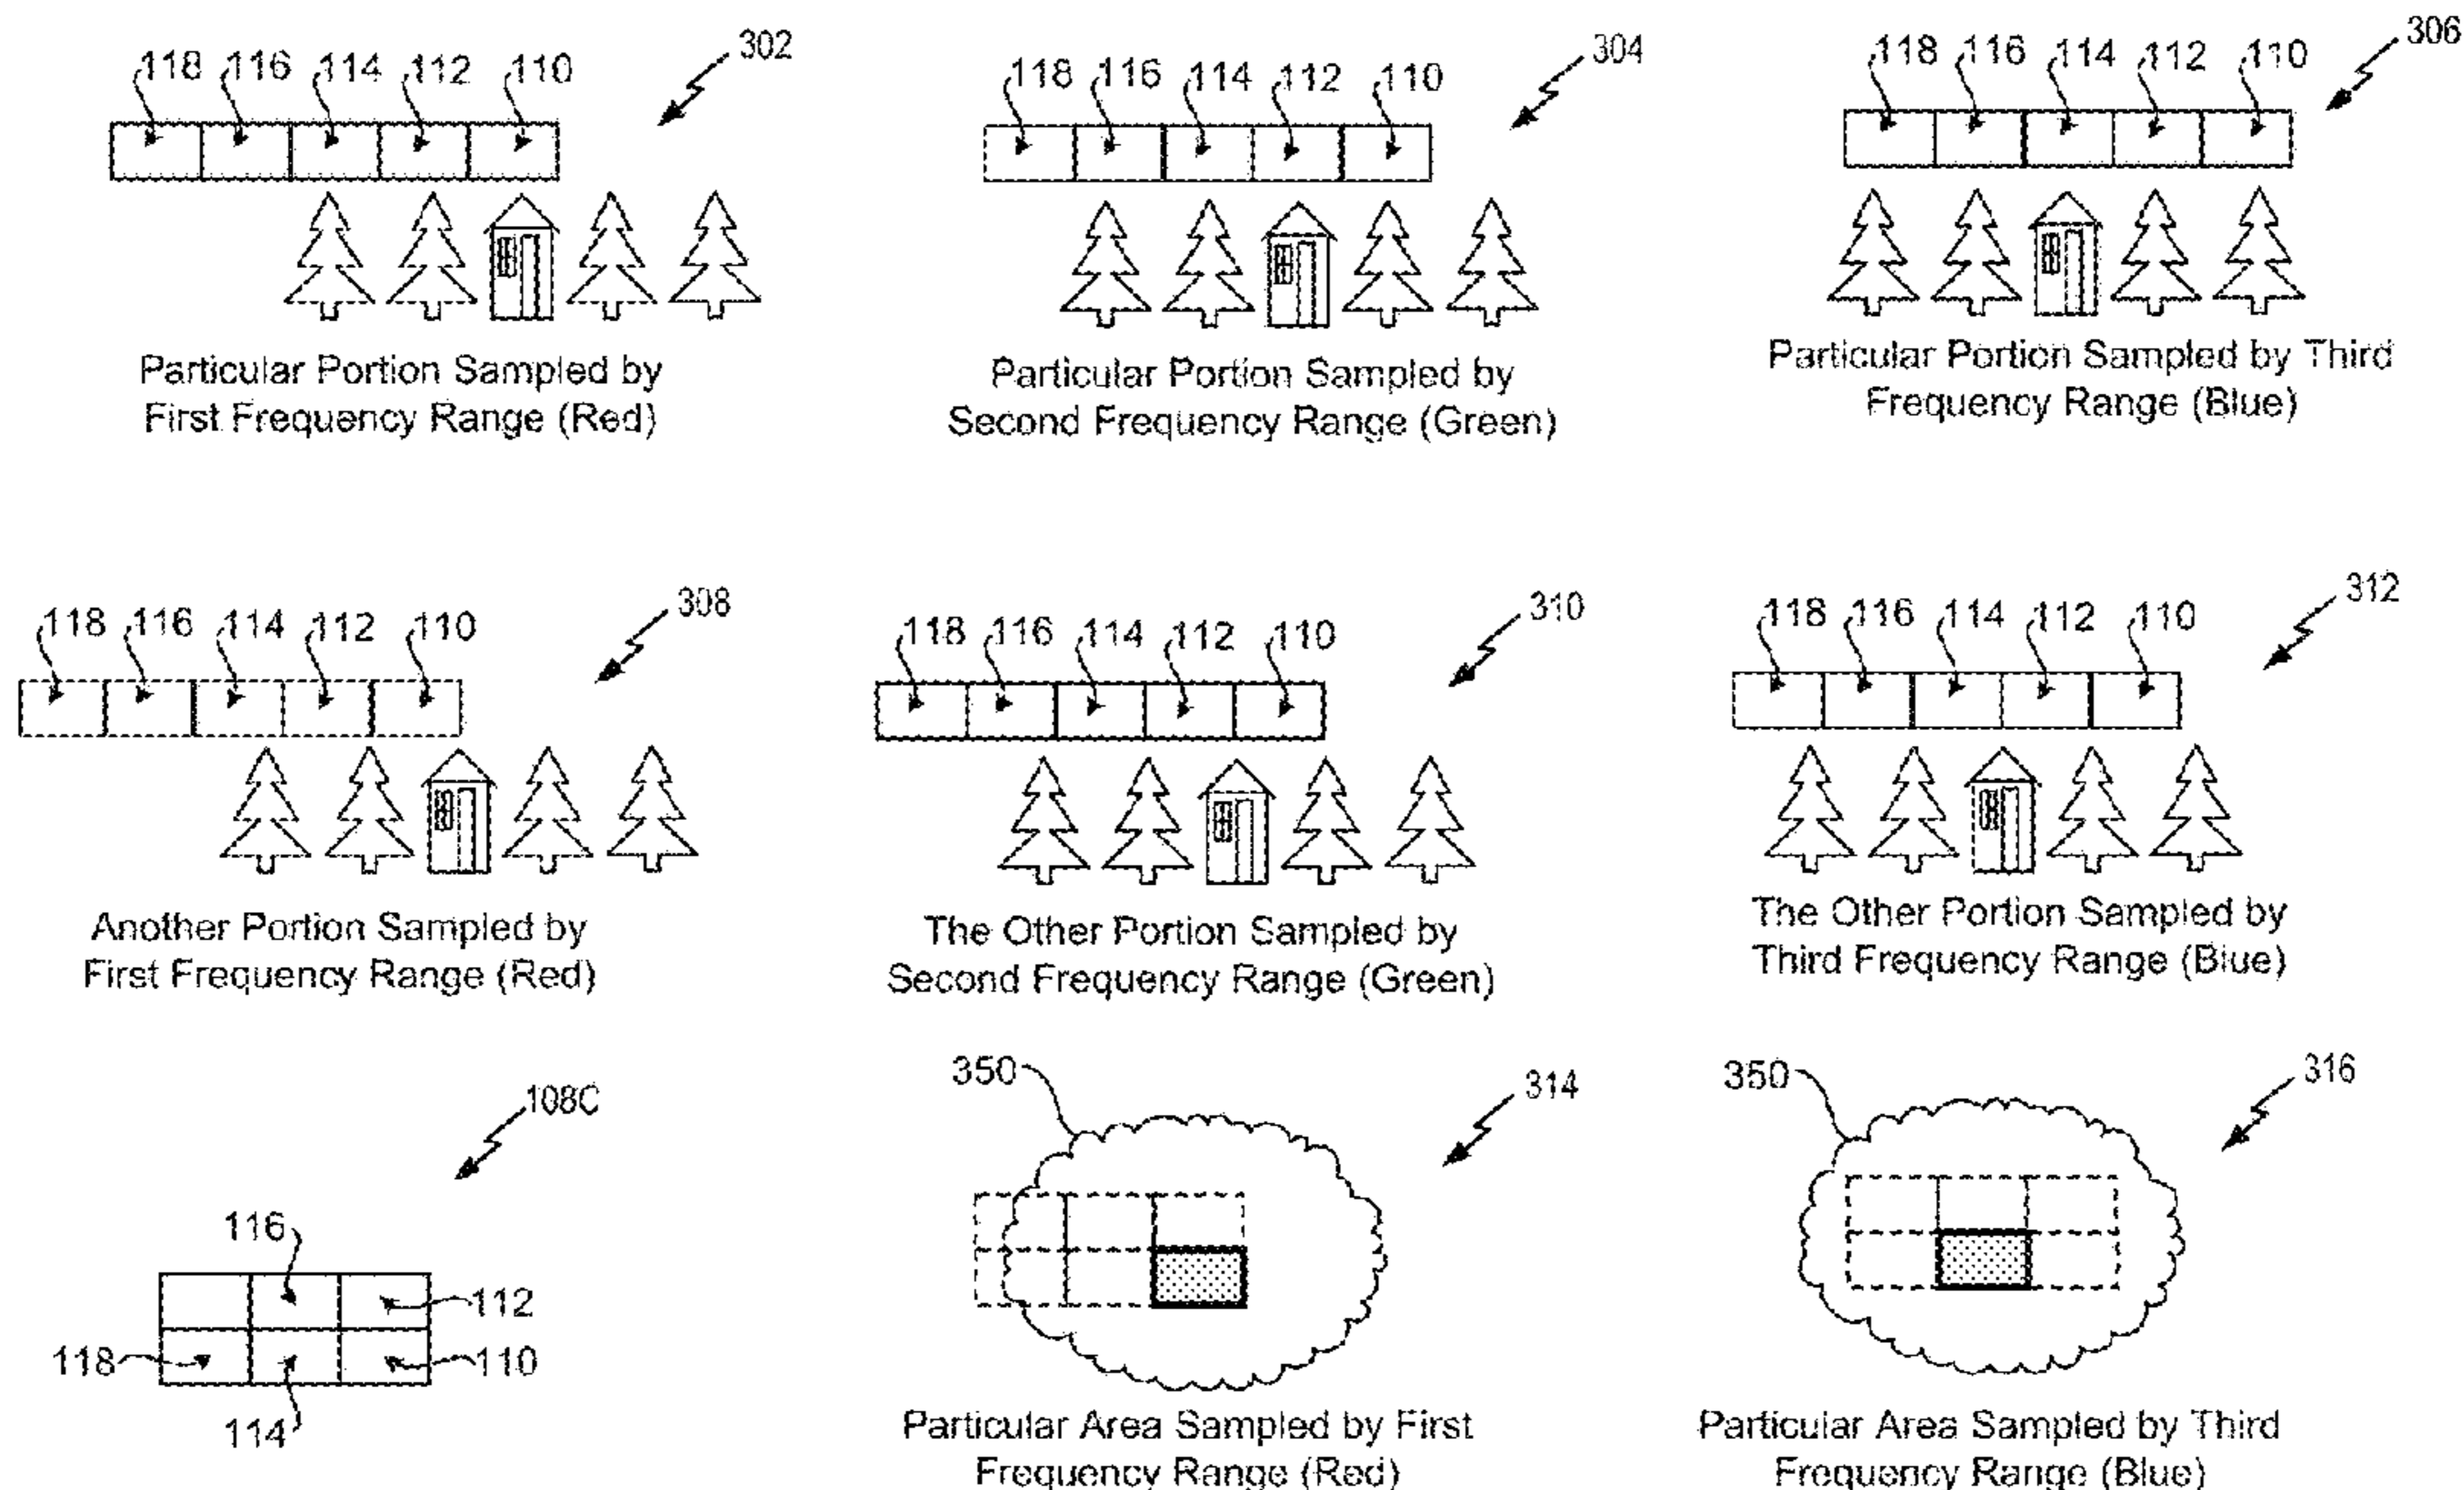 302
118 116 114 112 110
Particular Portion Sampled by
First Frequency Range (Red)
304
118 116 114 112 110
Particular Portion Sampled by
Second Frequency Range (Green)
306
118 116 114 112 110
Particular Portion Sampled by Third
Frequency Range (Blue)
308
118 116 114 112 110
Another Portion Sampled by
First Frequency Range (Red)
310
118 116 114 112 110
The Other Portion Sampled by
Second Frequency Range (Green)
312
118 116 114 112 110
The Other Portion Sampled by
Third Frequency Range (Blue)
108C
116
112
118
110
114
350
314
Particular Area Sampled by First
Frequency Range (Red)
350
316
Particular Area Sampled by Third
Frequency Range (Blue)